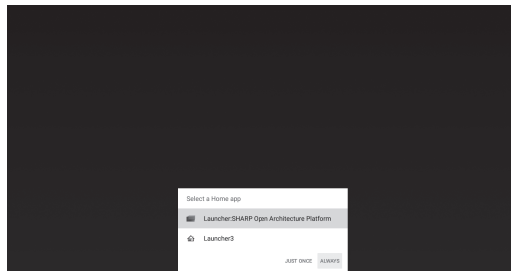 Select a Home app
Launcher:SHARP Open Architecture Platform
Launcher3
JUST ONCE ALWAYS